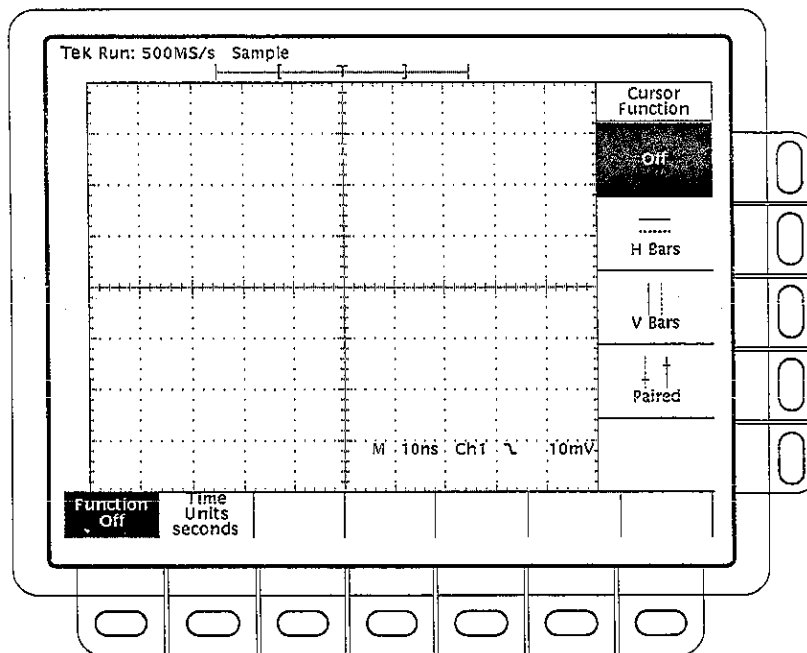 Tek Run: 500MS/s Sample
Cursor
Function
Off
H Bars
V Bars
Paired
M 10ns Ch1 10mV
Function
Off
Time
Units
seconds